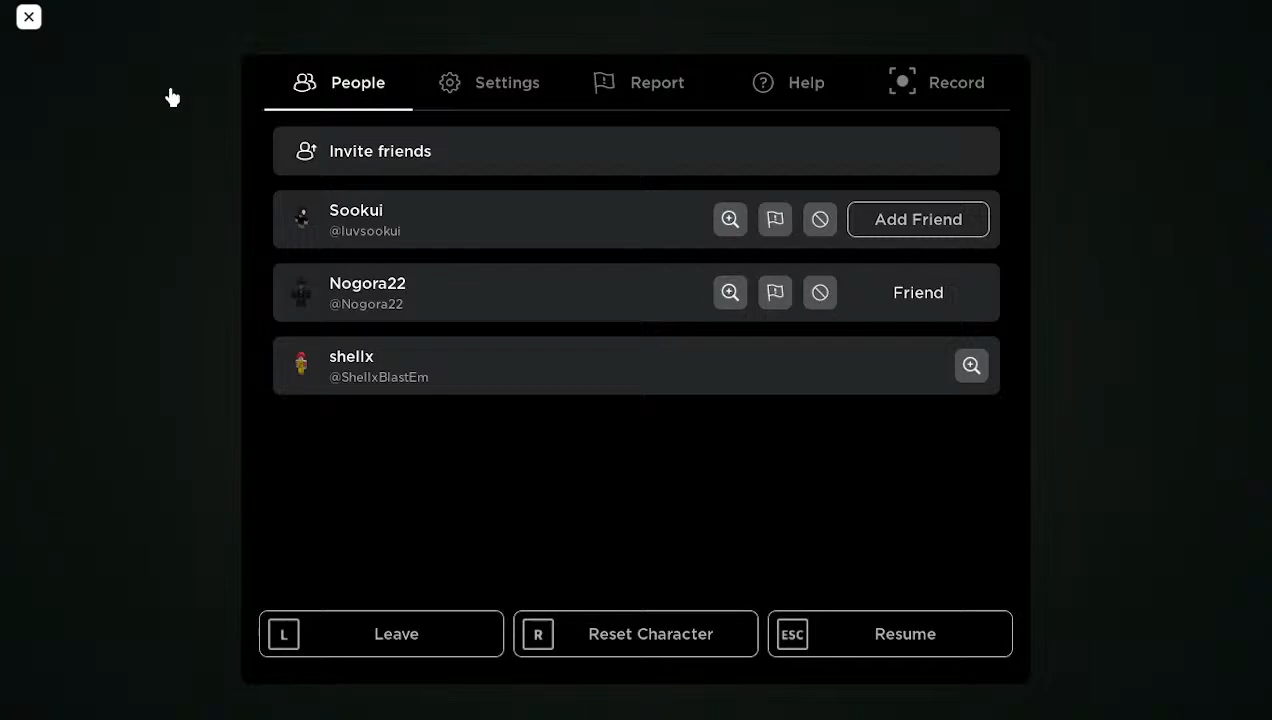 People
Settings
Report
Help
Record
Invite friends
Sookui
@luvsookui
Add Friend
Nogora22
@Nogora22
Friend
shellx
@ShellxBlastEm
L Leave
R Reset Character
ESC Resume